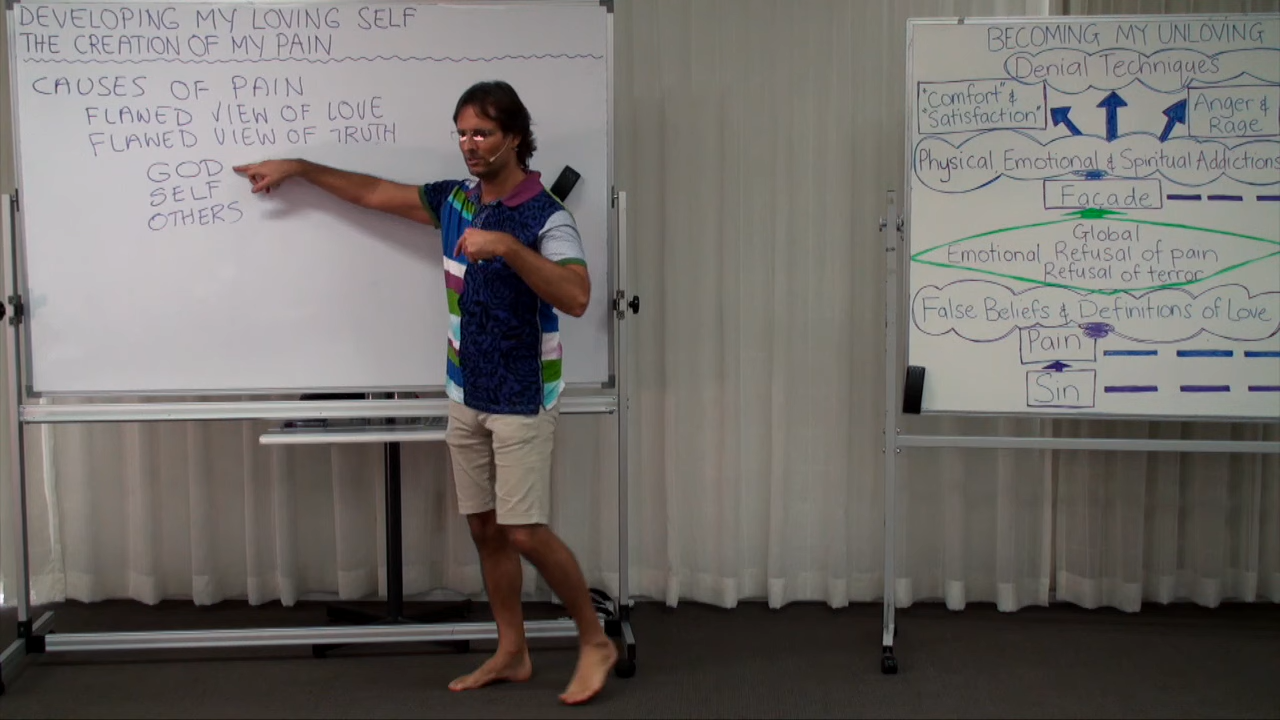 DEVELOPING MY LOVING SELF
THE CREATION OF MY PAIN
CAUSES OF PAIN
FLAWED VIEW OF LOVE
FLAWED VIEW OF TRUTH
GOD
SELF
OTHERS
BECOMING MY UNLOVING
Denial Techniques
"Comfort" &
"Satisfaction"
Anger &
Rage
Physical Emotional & Spiritual Addictions
Façade
Global
Emotional Refusal of pain
Refusal of terror
False Beliefs & Definitions of Love
Pain
Sin